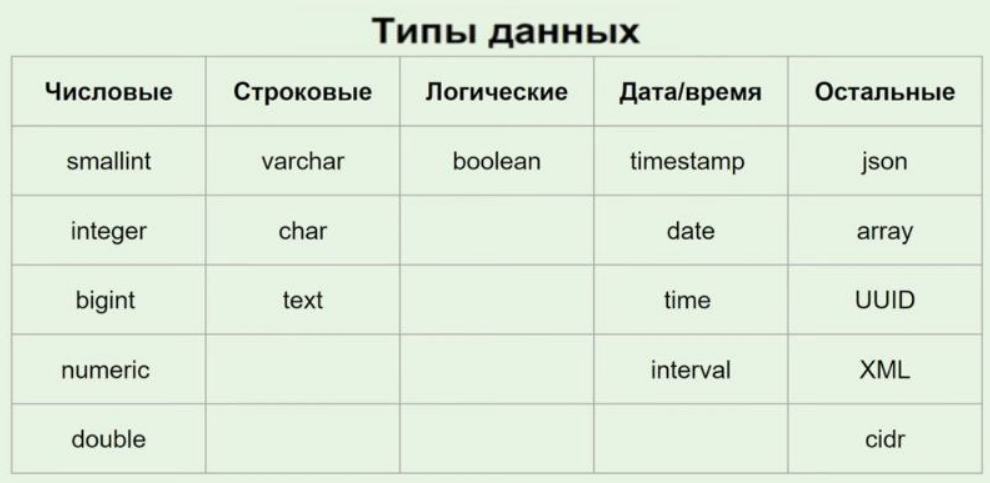 Типы данных
Числовые Строковые Логические Дата/время Остальные
smallint varchar boolean timestamp json
integer char date array
bigint text time UUID
numeric interval XML
double cidr